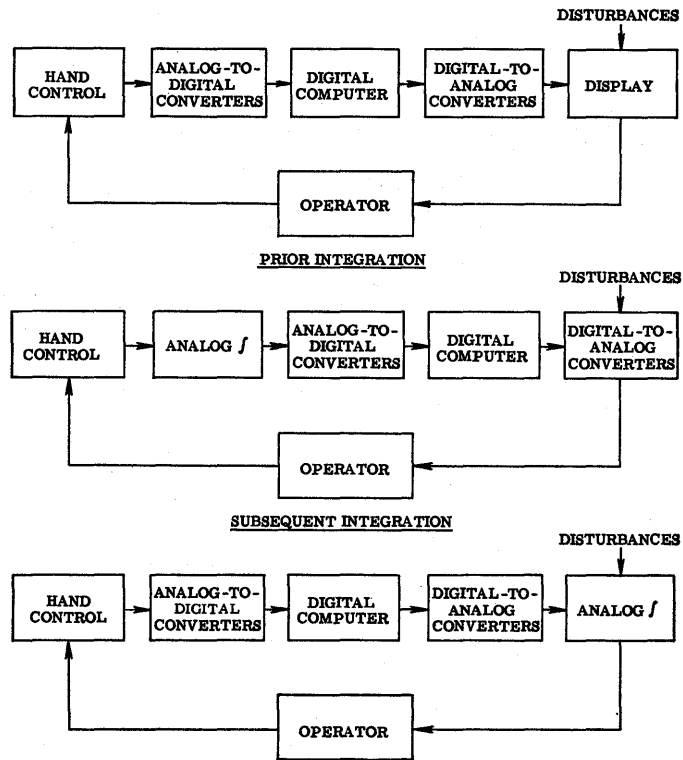 DISTURBANCES
HAND
CONTROL
ANALOG-TO-
DIGITAL
CONVERTERS
DIGITAL
COMPUTER
DIGITAL-TO-
ANALOG
CONVERTERS
DISPLAY
OPERATOR
PRIOR INTEGRATION
DISTURBANCES
HAND
CONTROL
ANALOG ∫
ANALOG-TO-
DIGITAL
CONVERTERS
DIGITAL
COMPUTER
DIGITAL-TO-
ANALOG
CONVERTERS
OPERATOR
SUBSEQUENT INTEGRATION
DISTURBANCES
HAND
CONTROL
ANALOG-TO-
DIGITAL
CONVERTERS
DIGITAL
COMPUTER
DIGITAL-TO-
ANALOG
CONVERTERS
ANALOG ∫
OPERATOR